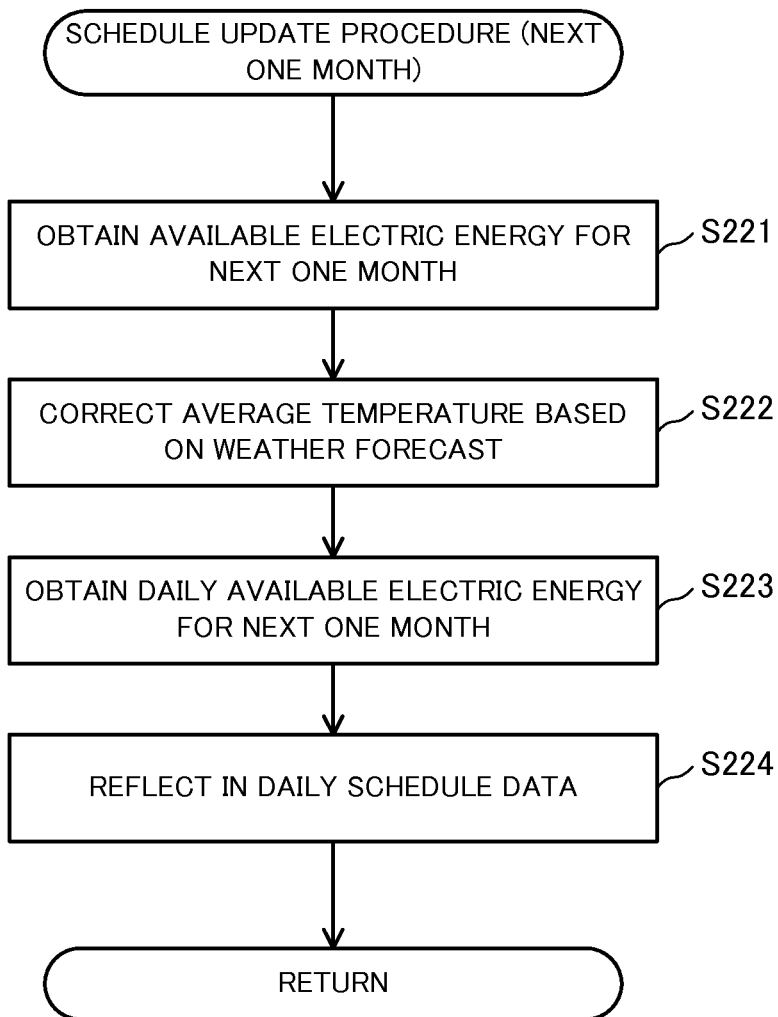 SCHEDULE UPDATE PROCEDURE (NEXT
ONE MONTH)
OBTAIN AVAILABLE ELECTRIC ENERGY FOR
NEXT ONE MONTH
S221
CORRECT AVERAGE TEMPERATURE BASED
ON WEATHER FORECAST
S222
OBTAIN DAILY AVAILABLE ELECTRIC ENERGY
FOR NEXT ONE MONTH
S223
REFLECT IN DAILY SCHEDULE DATA
S224
RETURN